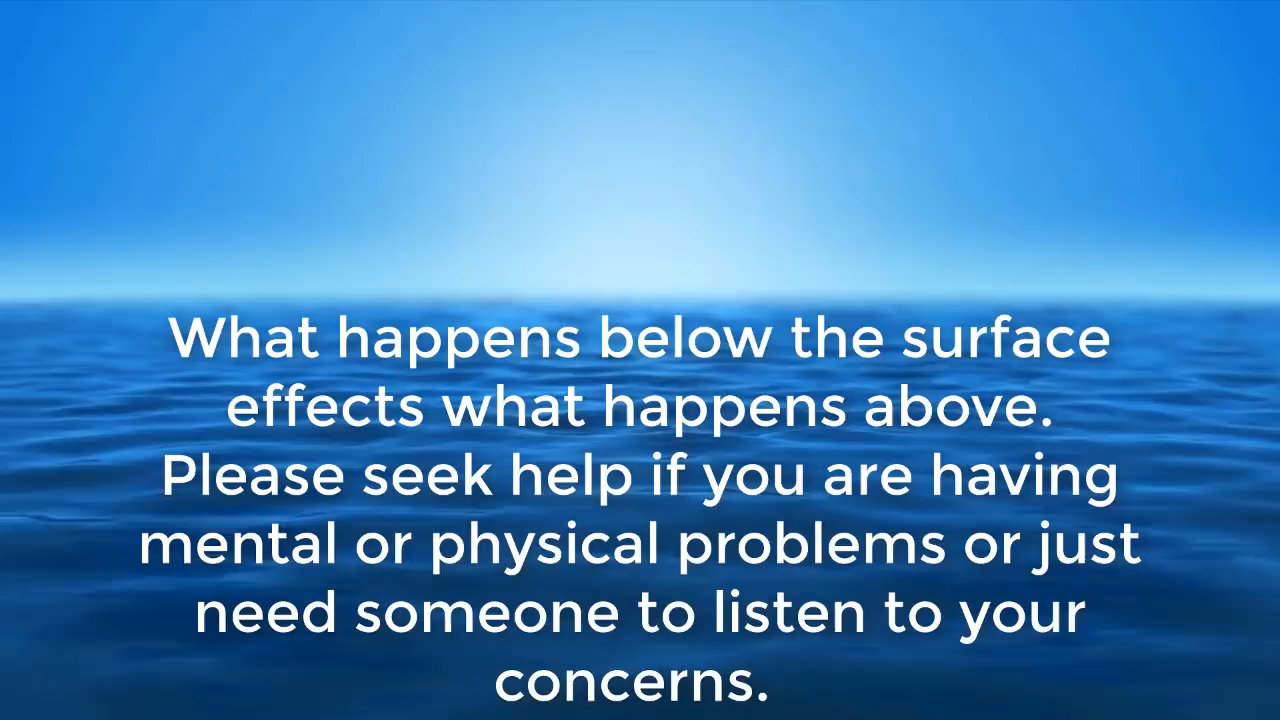 What happens below the surface
effects what happens above.
Please seek help if you are having
mental or physical problems or just
need someone to listen to your
concerns.